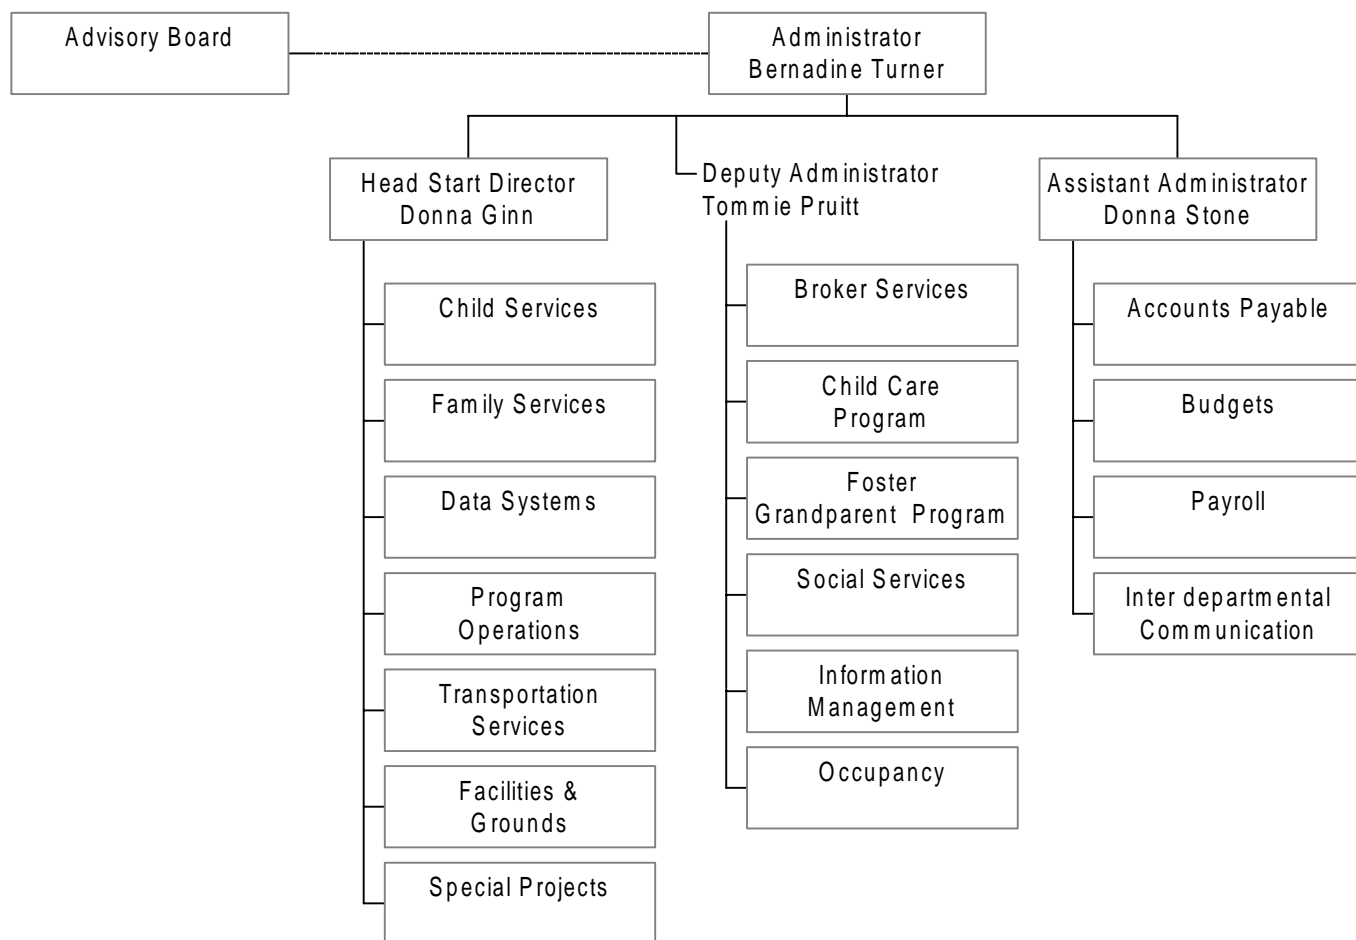 Advisory Board
Administrator
Bernadine Turner
Head Start Director
Donna Ginn
Deputy Administrator
Tommie Pruitt
Assistant Administrator
Donna Stone
Child Services
Family Services
Data Systems
Program
Operations
Transportation
Services
Facilities &
Grounds
Special Projects
Broker Services
Child Care
Program
Foster
Grandparent Program
Social Services
Information
Management
Occupancy
Accounts Payable
Budgets
Payroll
Inter departmental
Communication